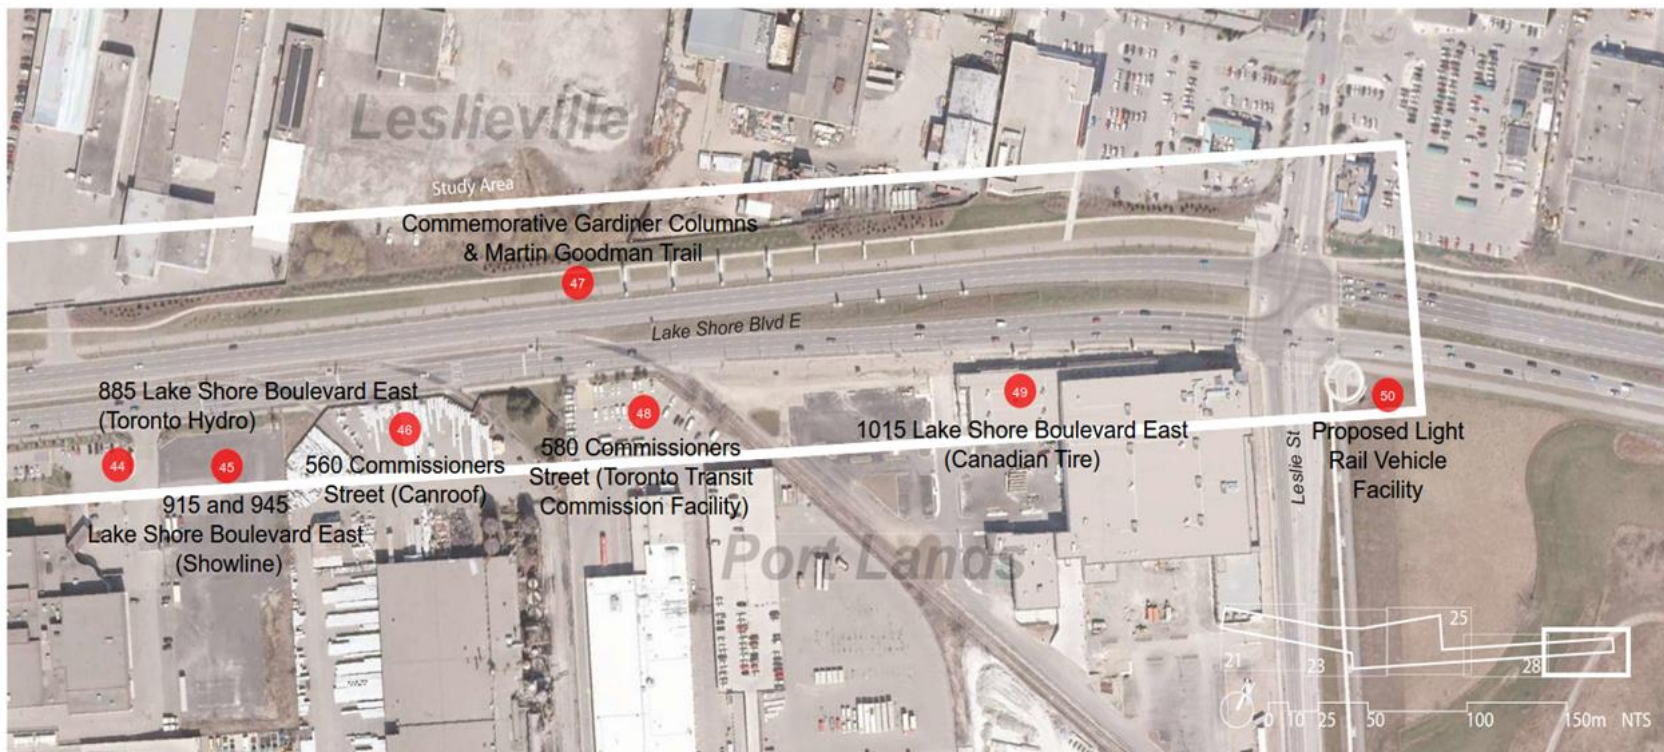 Leslieville
Study Area
Commemorative Gardiner Columns
& Martin Goodman Trail
47
Lake Shore Blvd E
885 Lake Shore Boulevard East
(Toronto Hydro)
44
45
915 and 945
Lake Shore Boulevard East
(Showline)
46
560 Commissioners
Street (Canroof)
48
580 Commissioners
Street (Toronto Transit
Commission Facility)
49
1015 Lake Shore Boulevard East
(Canadian Tire)
50
Proposed Light
Rail Vehicle
Facility
Leslie St
Port Lands
25
21
23
28
0 10 25 50 100 150m NTS